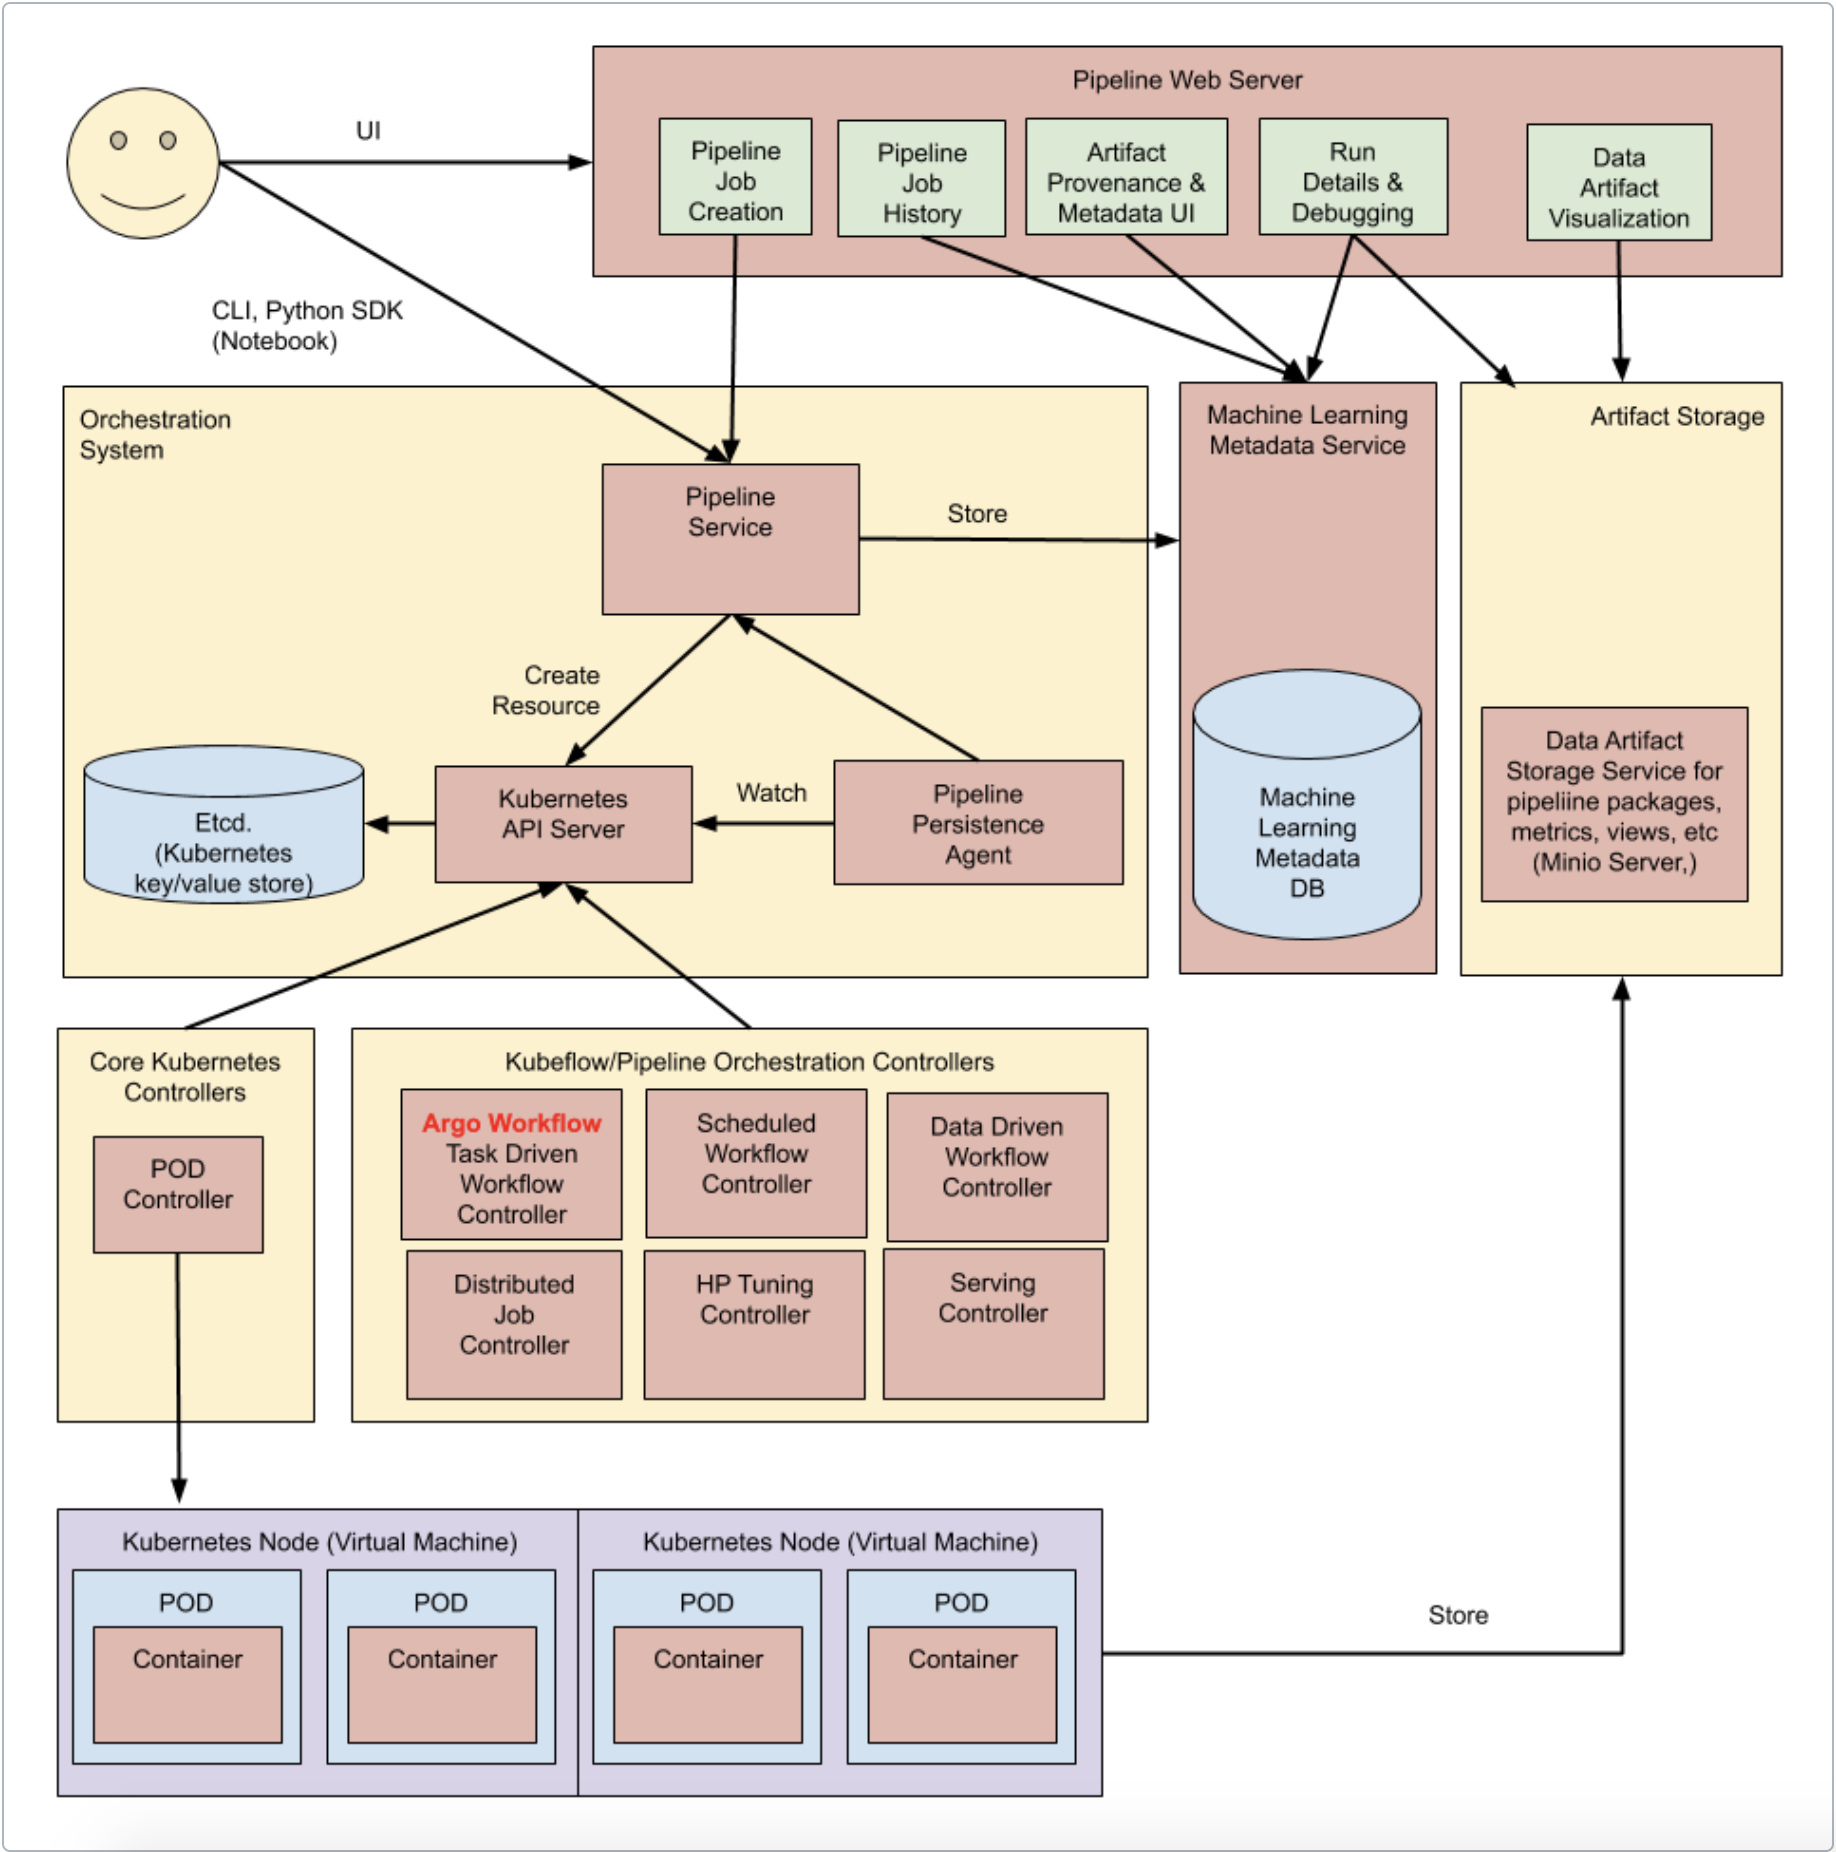 Pipeline Web Server
UI
Pipeline
Job
Creation
Pipeline
Job
History
Artifact
Provenance &
Metadata UI
Run
Details &
Debugging
Data
Artifact
Visualization
CLI, Python SDK
(Notebook)
Orchestration
System
Pipeline
Service
Store
Machine Learning
Metadata Service
Artifact Storage
Create
Resource
Etcd.
(Kubernetes
key/value store)
Kubernetes
API Server
Watch
Pipeline
Persistence
Agent
Machine
Learning
Metadata
DB
Data Artifact
Storage Service for
pipeliine packages,
metrics, views, etc
(Minio Server,)
Core Kubernetes
Controllers
POD
Controller
Kubeflow/Pipeline Orchestration Controllers
Argo Workflow
Task Driven
Workflow
Controller
Scheduled
Workflow
Controller
Data Driven
Workflow
Controller
Distributed
Job
Controller
HP Tuning
Controller
Serving
Controller
Kubernetes Node (Virtual Machine)
POD
Container
POD
Container
Kubernetes Node (Virtual Machine)
POD
Container
POD
Container
Store